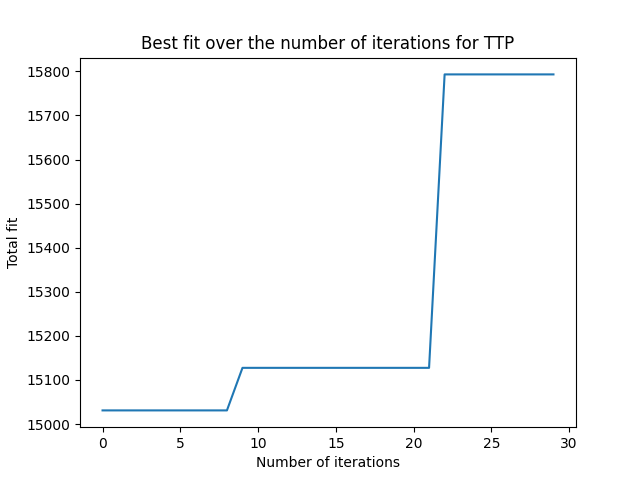 Best fit over the number of iterations for TTP
15800
15700
15600
15500
15400
15300
15200
15100
15000
Total fit
0 5 10 15 20 25 30
Number of iterations